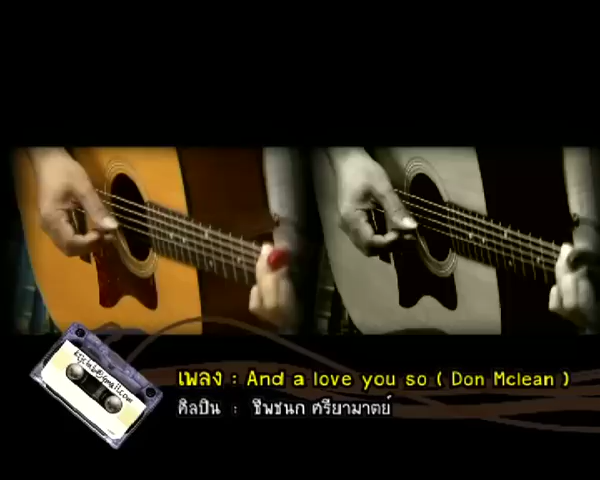 เพลง : And a love you so ( Don Mclean )
ศิลปิน : ชีพชนก ศรียามาตย์